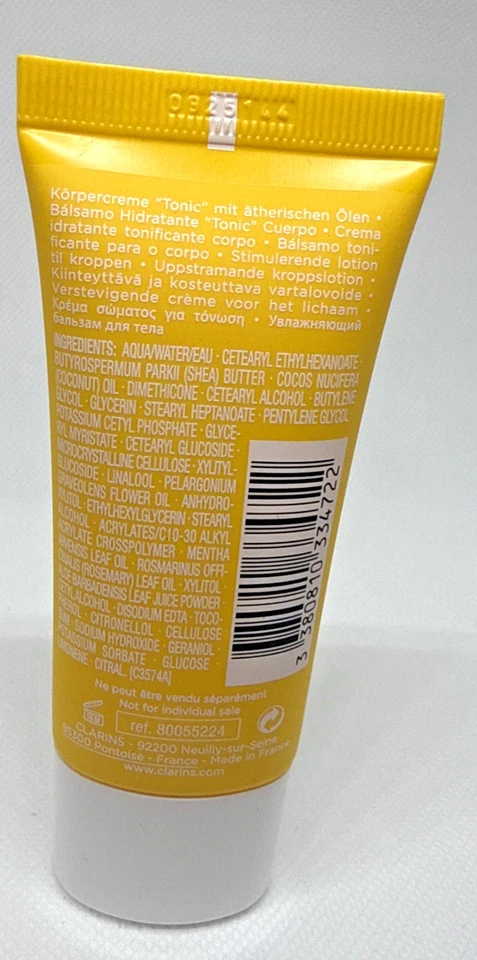 Körpercreme "Tonic" mit ätherischen Ölen •
Bálsamo Hidratante "Tonic" Cuerpo • Crema
idratante tonificante corpo • Bálsamo toni-
ficante para o corpo • Stimulerende lotion
til kroppen • Uppstramande kroppslotion •
Kiinteyttävä ja kosteuttava vartalovoide •
Verstevigende crème voor het lichaam •
Κρέμα σώματος για τόνωση • Увлажняющий
бальзам для тела
INGREDIENTS: AQUA/WATER/EAU · CETEARYL ETHYLHEXANOATE ·
BUTYROSPERMUM PARKII (SHEA) BUTTER · COCOS NUCIFERA
(COCONUT) OIL · DIMETHICONE · CETEARYL ALCOHOL · BUTYLENE
GLYCOL · GLYCERIN · STEARYL HEPTANOATE · PENTYLENE GLYCOL ·
POTASSIUM CETYL PHOSPHATE · GLYCE-
RYL MYRISTATE · CETEARYL GLUCOSIDE ·
MICROCRYSTALLINE CELLULOSE · XYLITYL-
GLUCOSIDE · LINALOOL · PELARGONIUM
GRAVEOLENS FLOWER OIL · ANHYDRO-
XYLITOL · ETHYLHEXYLGLYCERIN · STEARYL
ALCOHOL · ACRYLATES/C10-30 ALKYL
ACRYLATE CROSSPOLYMER · MENTHA
ARVENSIS LEAF OIL · ROSMARINUS OFFI-
CINALIS (ROSEMARY) LEAF OIL · XYLITOL ·
ALOE BARBADENSIS LEAF JUICE POWDER ·
CETYL ALCOHOL · DISODIUM EDTA · TOCO-
PHEROL · CITRONELLOL · CELLULOSE
GUM · SODIUM HYDROXIDE · GERANIOL ·
POTASSIUM SORBATE · GLUCOSE ·
LIMONENE · CITRAL. [C3574A]
3 380810 334722
Ne peut être vendu séparément
Not for individual sale
ref. 80055224
CLARINS - 92200 Neuilly-sur-Seine
95300 Pontoise - France - Made in France
www.clarins.com